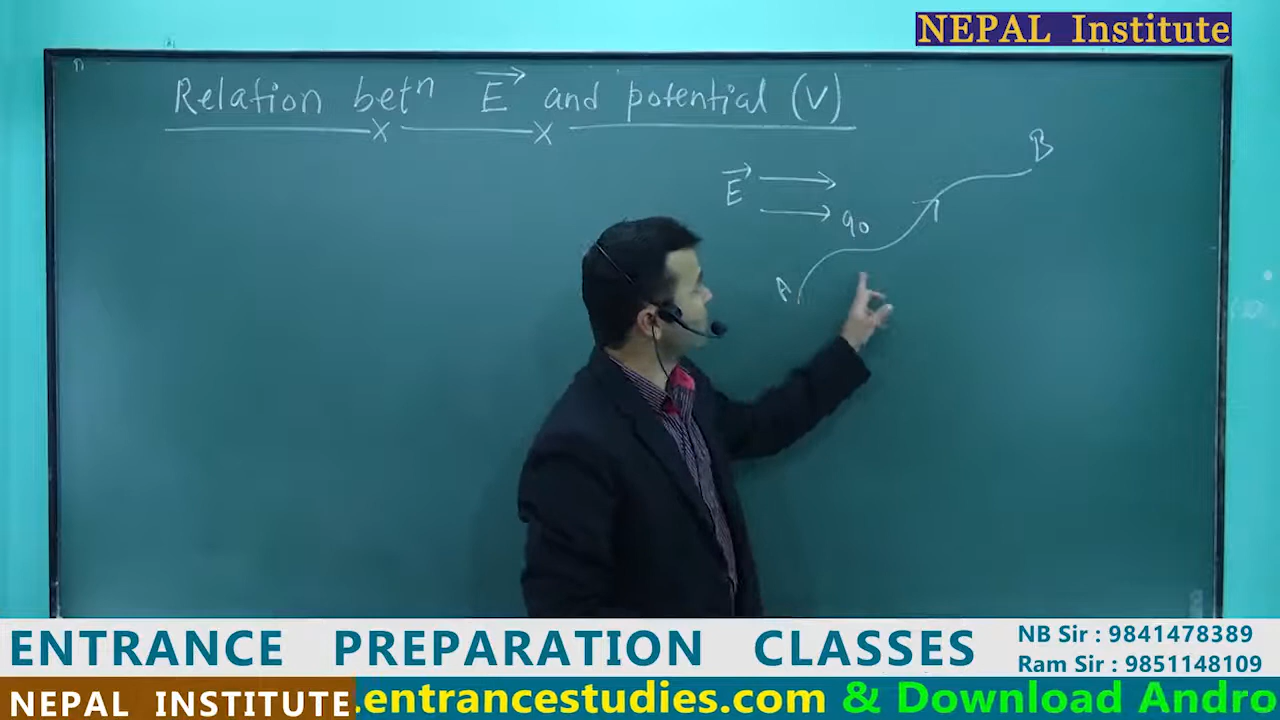 NEPAL Institute
Relation betⁿ E and potential (V)
B
E
q₀
A
ENTRANCE PREPARATION CLASSES
NB Sir : 9841478389
Ram Sir : 9851148109
NEPAL INSTITUTE
.entrancestudies.com & Download Andro